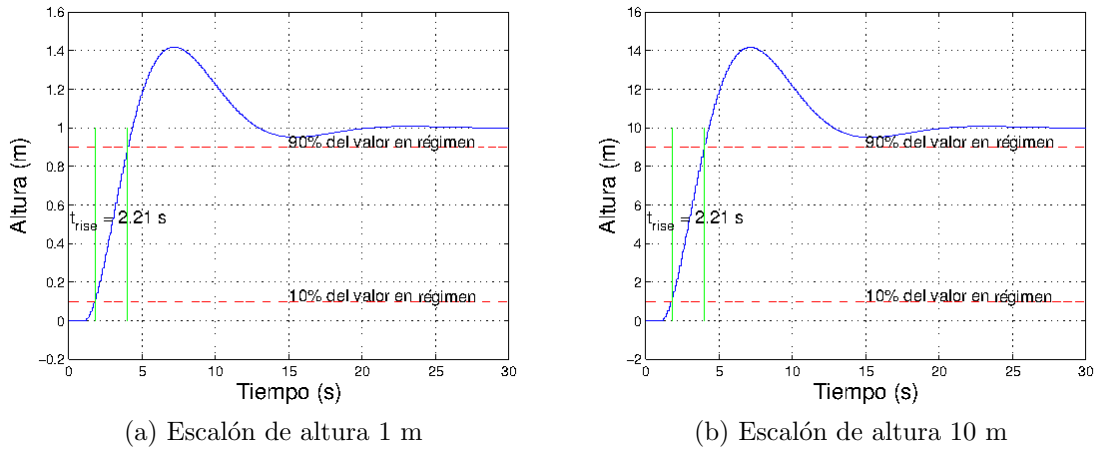 1.6
1.4
1.2
1
0.8
0.6
0.4
0.2
0
−0.2
0 5 10 15 20 25 30
Altura (m)
Tiempo (s)
90% del valor en régimen
t_rise = 2.21 s
10% del valor en régimen
(a) Escalón de altura 1 m
16
14
12
10
8
6
4
2
0
−2
0 5 10 15 20 25 30
Altura (m)
Tiempo (s)
90% del valor en régimen
t_rise = 2.21 s
10% del valor en régimen
(b) Escalón de altura 10 m